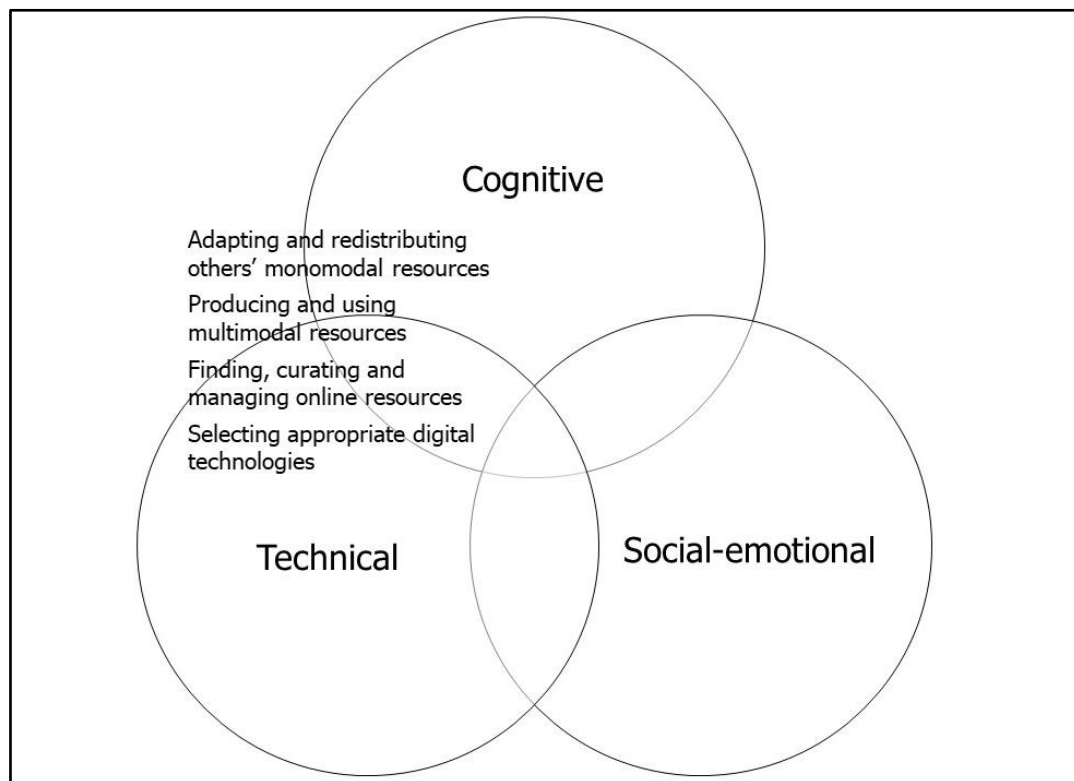 Cognitive
Adapting and redistributing
others’ monomodal resources
Producing and using
multimodal resources
Finding, curating and
managing online resources
Selecting appropriate digital
technologies
Technical
Social-emotional